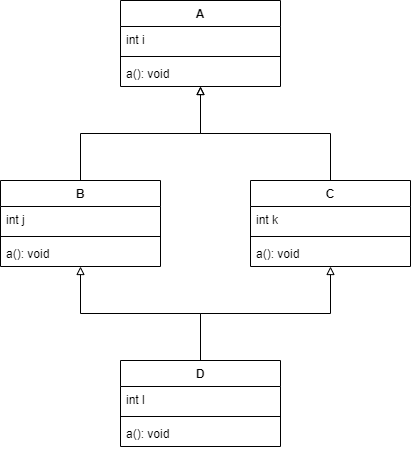 A
int i
a(): void
B
int j
a(): void
C
int k
a(): void
D
int l
a(): void